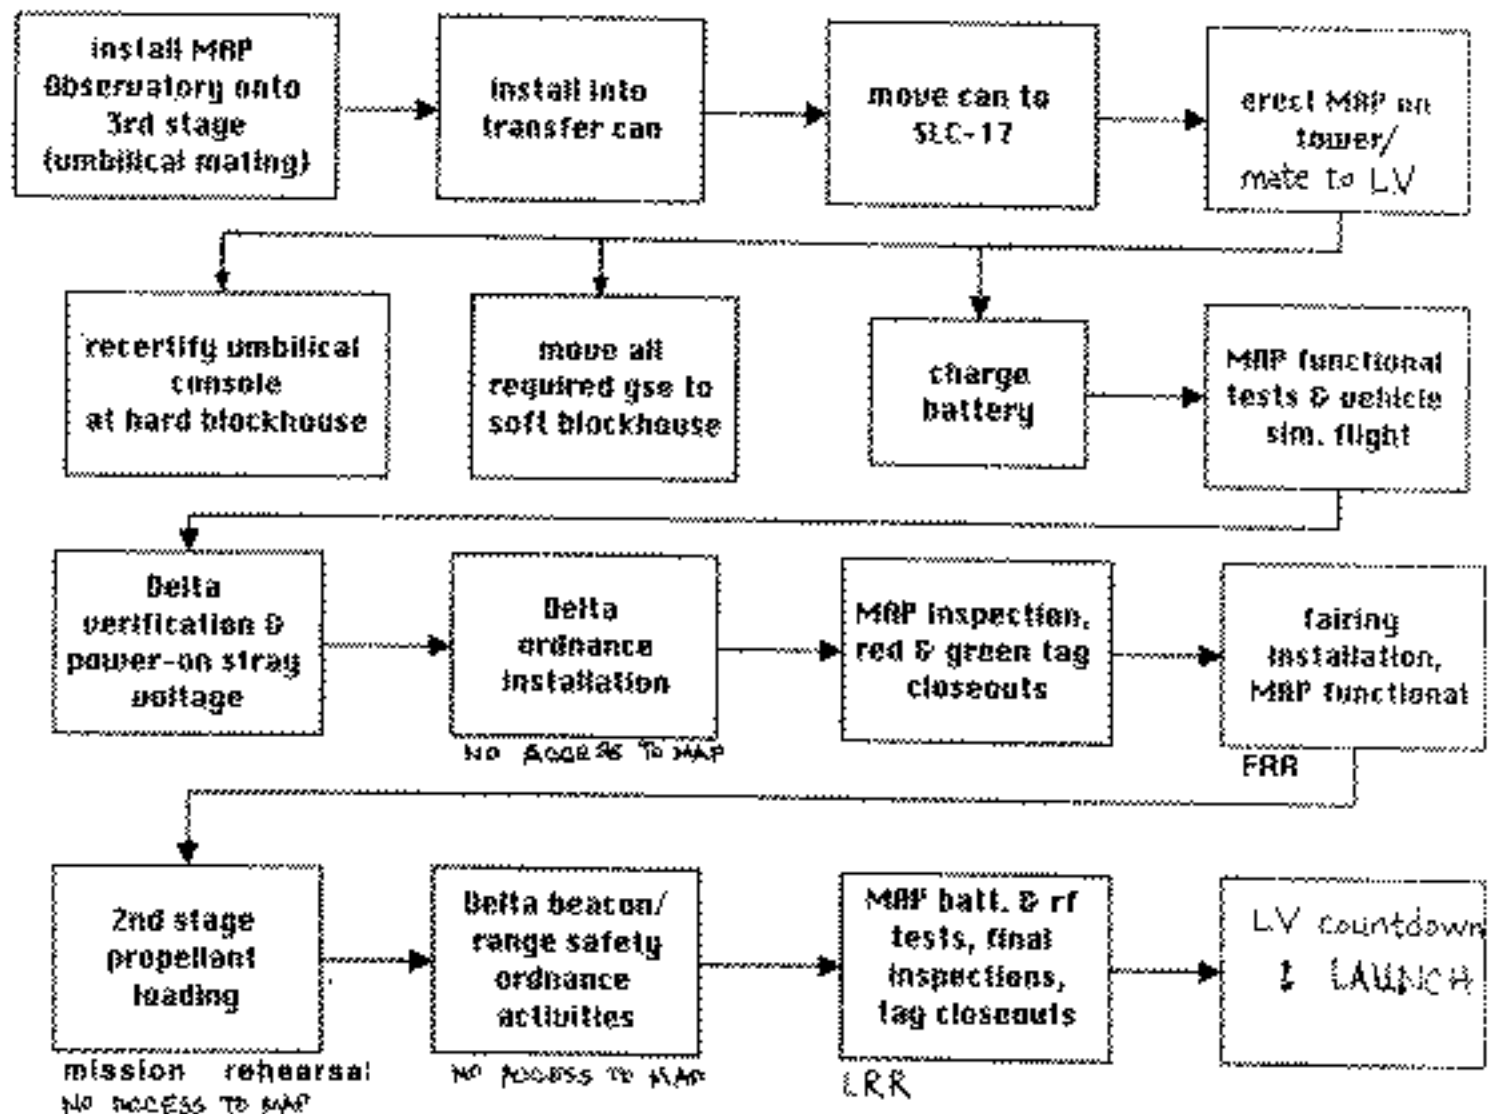 install MAP
Observatory onto
3rd stage
(umbilical mating)
install into
transfer can
move can to
SLC-17
erect MAP on
tower/
mate to LV
recertify umbilical
console
at hard blockhouse
move all
required gse to
soft blockhouse
charge
battery
MAP functional
tests & vehicle
sim. flight
Delta
verification &
power-on stray
voltage
Delta
ordnance
installation
NO ACCESS TO MAP
MAP inspection,
red & green tag
closeouts
fairing
installation,
MAP functional
FRR
2nd stage
propellant
loading
mission rehearsal
NO ACCESS TO MAP
Delta beacon/
range safety
ordnance
activities
NO ACCESS TO MAP
MAP batt. & rf
tests, final
inspections,
tag closeouts
LRR
LV countdown
& LAUNCH